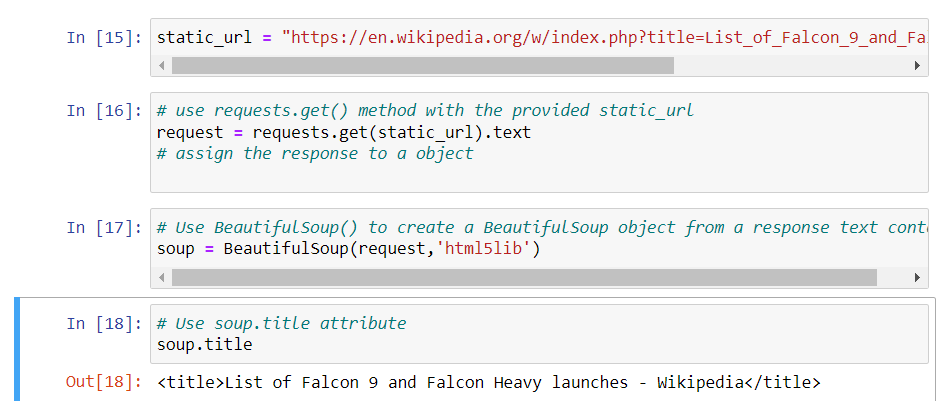 In [15]: static_url = "https://en.wikipedia.org/w/index.php?title=List_of_Falcon_9_and_Fa
In [16]: # use requests.get() method with the provided static_url
request = requests.get(static_url).text
# assign the response to a object
In [17]: # Use BeautifulSoup() to create a BeautifulSoup object from a response text cont
soup = BeautifulSoup(request,'html5lib')
In [18]: # Use soup.title attribute
soup.title
Out[18]: <title>List of Falcon 9 and Falcon Heavy launches - Wikipedia</title>